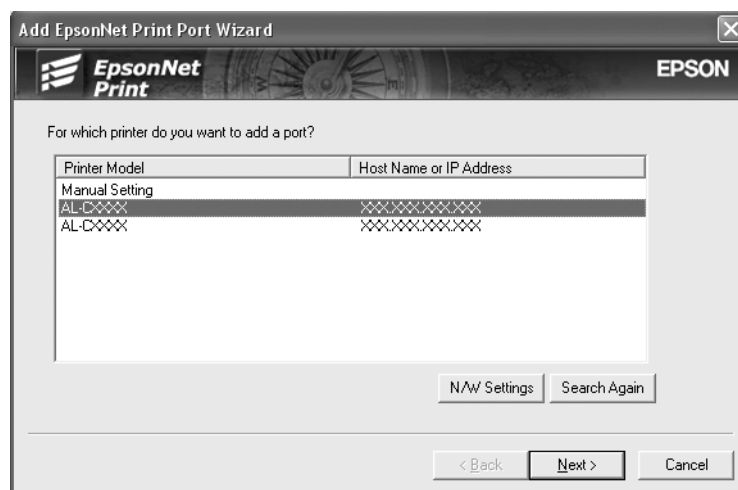 Add EpsonNet Print Port Wizard
EpsonNet
Print
EPSON
For which printer do you want to add a port?
Printer Model Host Name or IP Address
Manual Setting
AL-CXXXX XXX.XXX.XXX.XXX
AL-CXXXX XXX.XXX.XXX.XXX
N/W Settings Search Again
< Back Next > Cancel